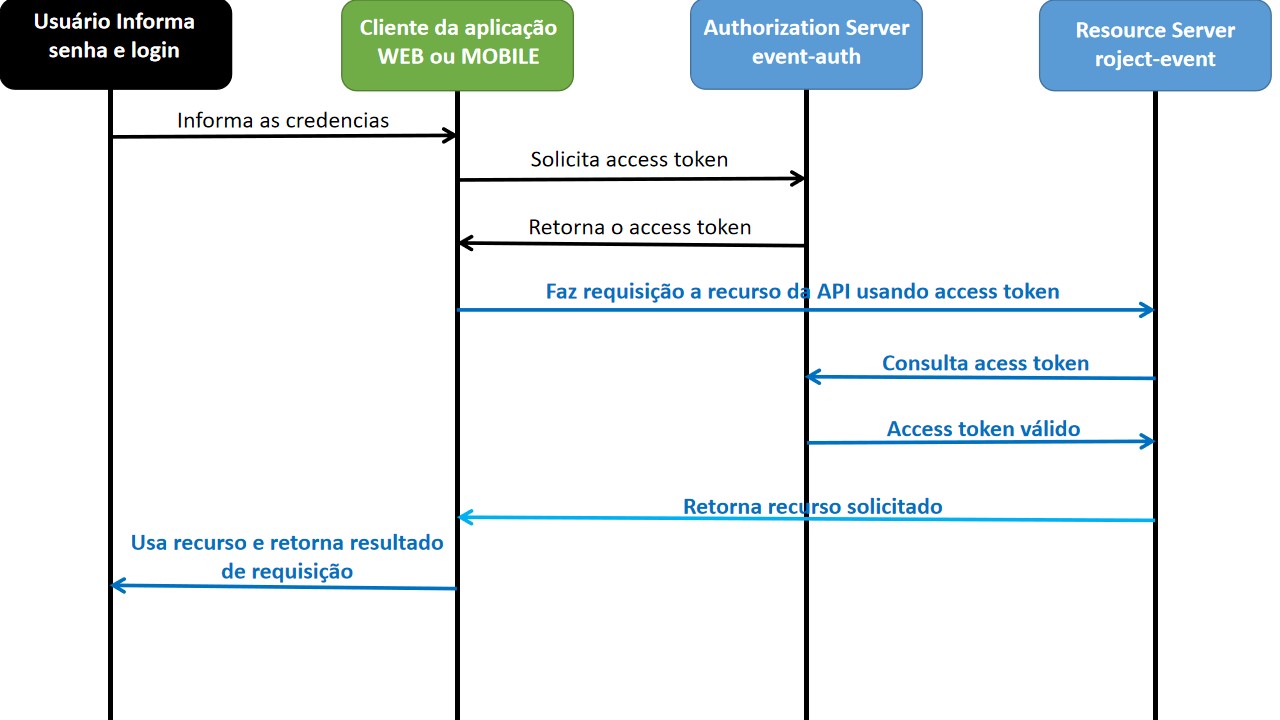 Usuário Informa
senha e login
Cliente da aplicação
WEB ou MOBILE
Authorization Server
event-auth
Resource Server
roject-event
Informa as credencias
Solicita access token
Retorna o access token
Faz requisição a recurso da API usando access token
Consulta acess token
Access token válido
Retorna recurso solicitado
Usa recurso e retorna resultado
de requisição